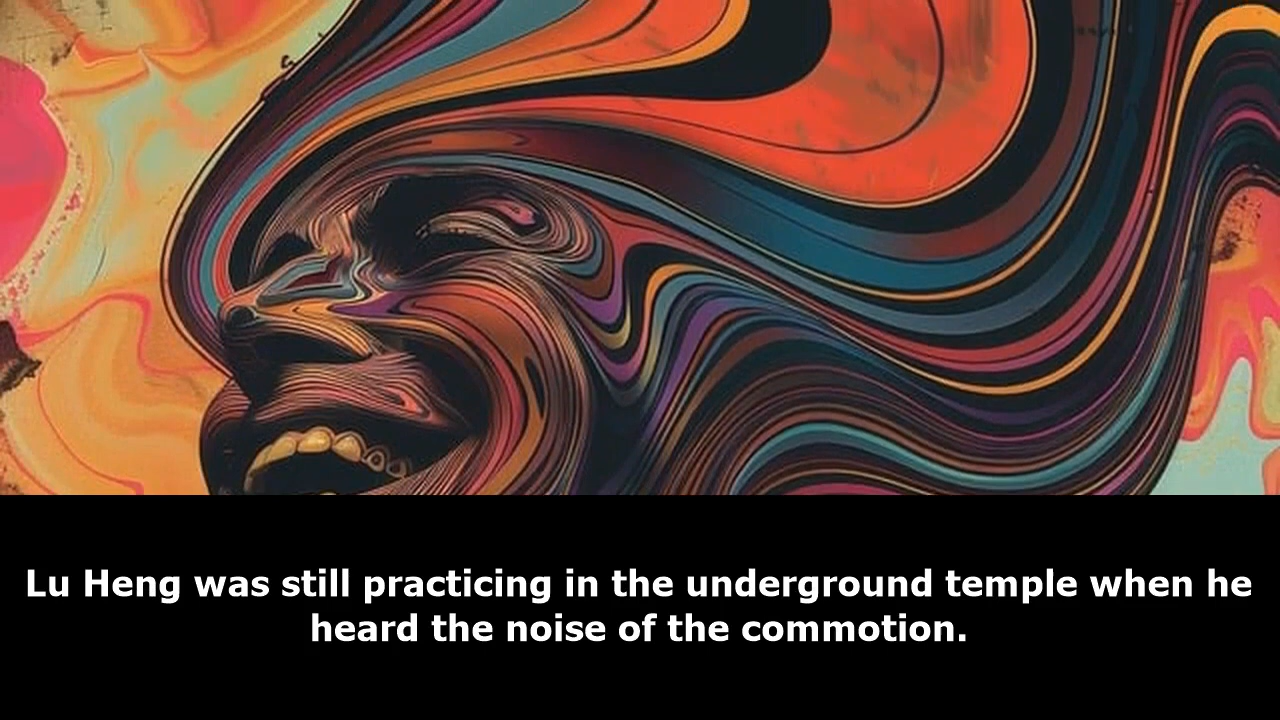 Lu Heng was still practicing in the underground temple when he
heard the noise of the commotion.